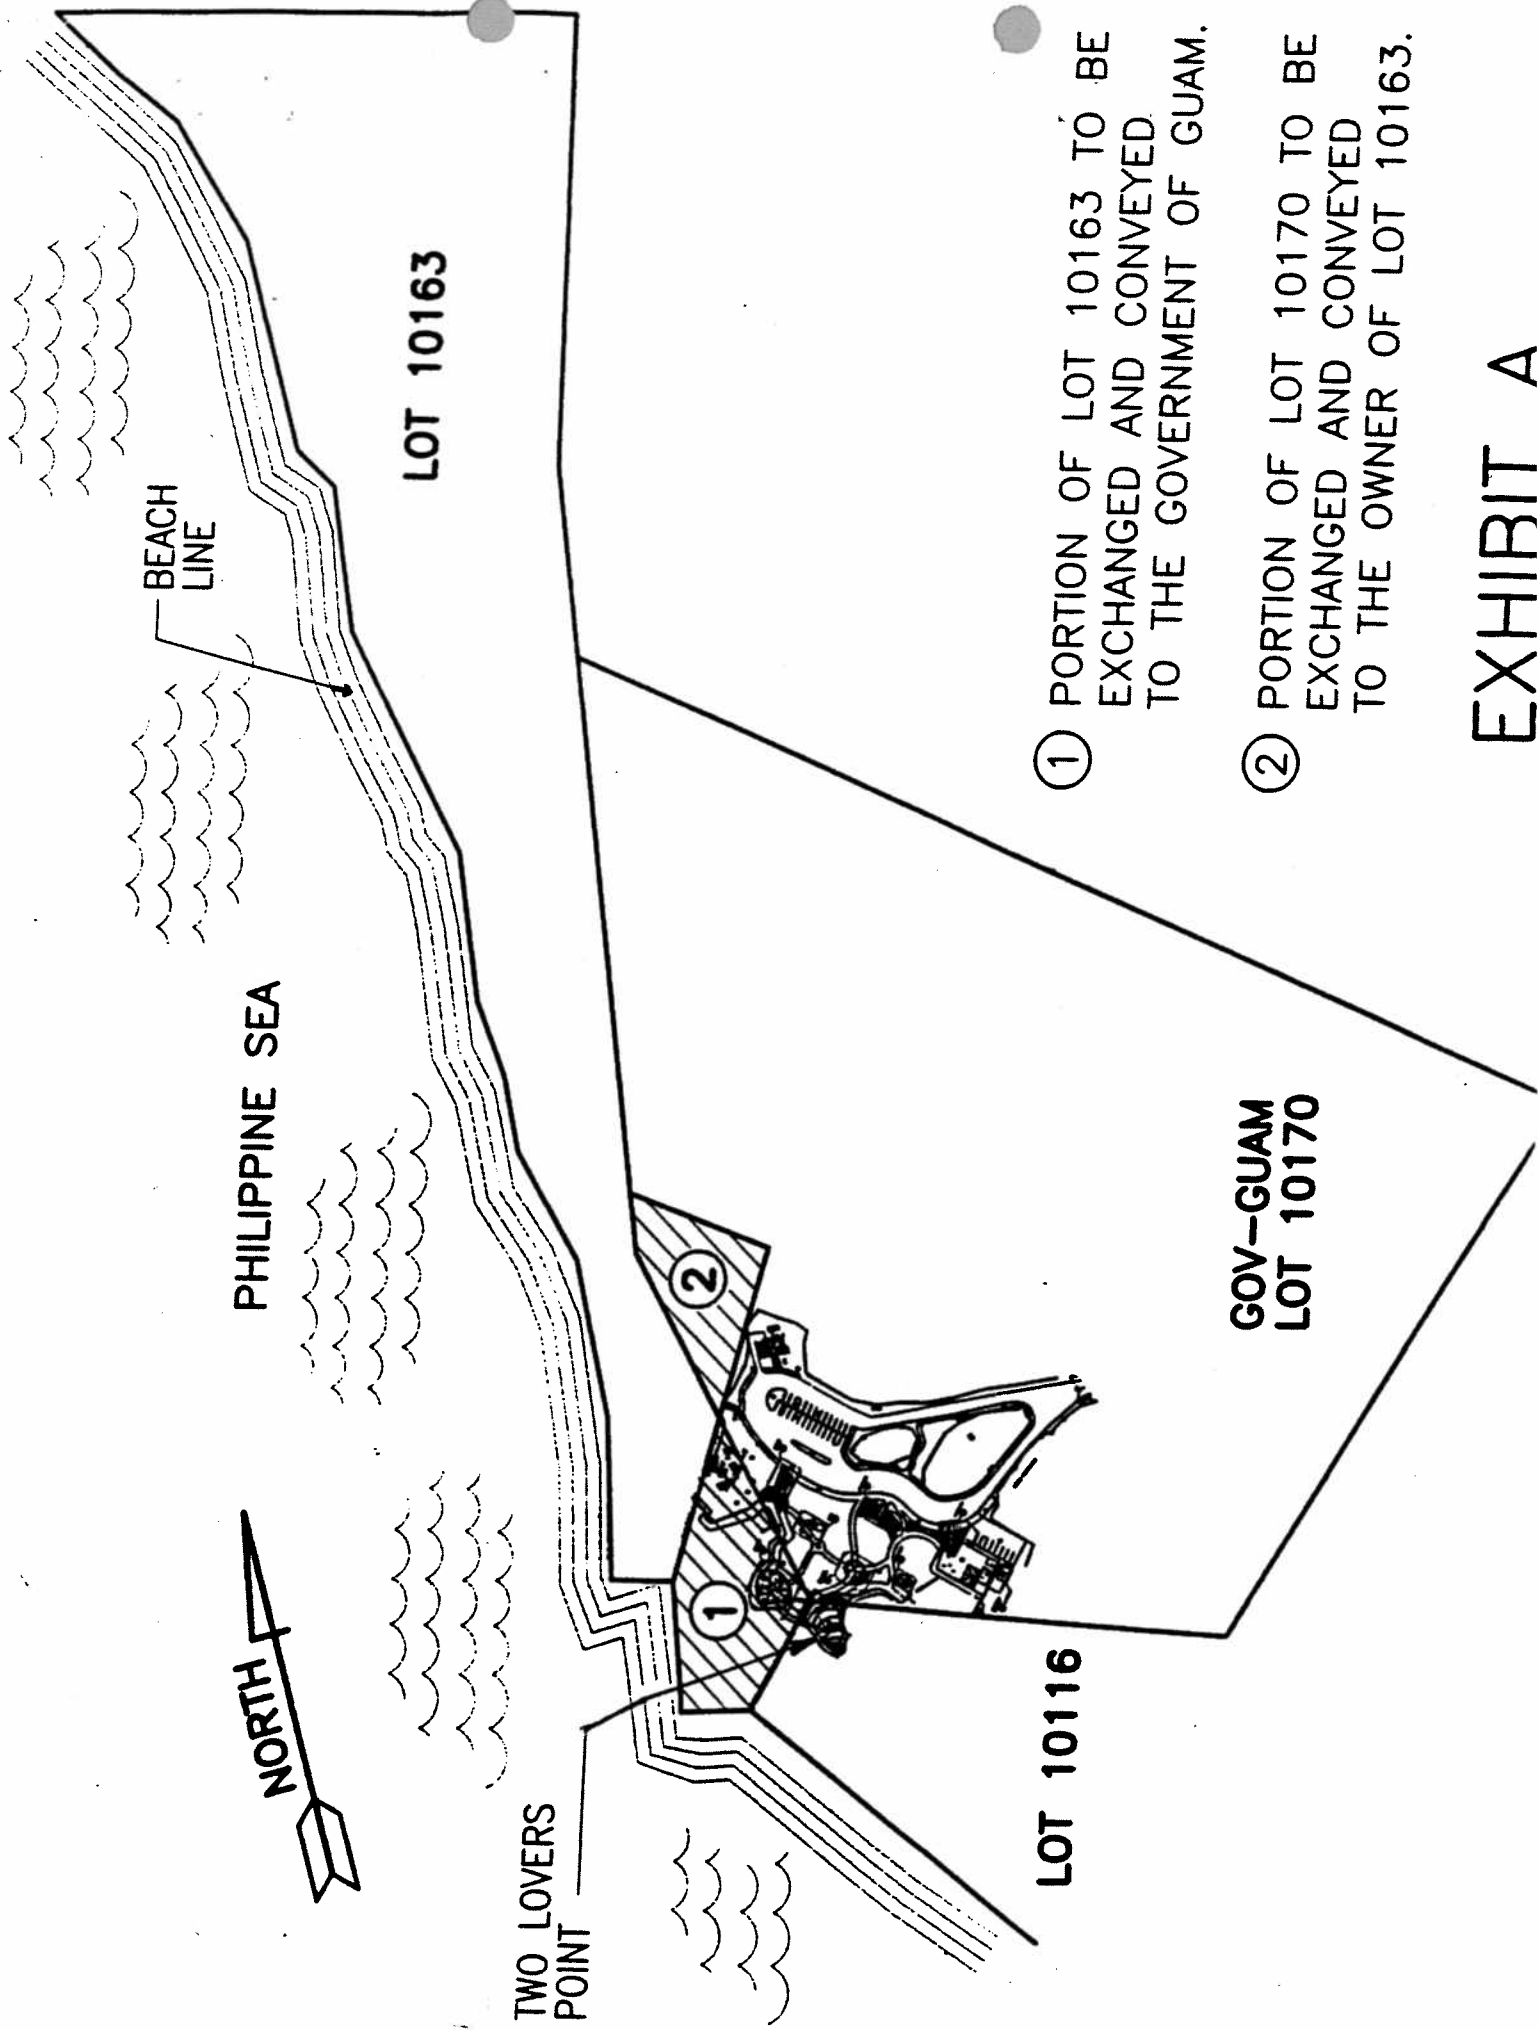 PHILIPPINE SEA
BEACH
LINE
LOT 10163
NORTH
TWO LOVERS
POINT
1
2
LOT 10116
GOV-GUAM
LOT 10170
1 PORTION OF LOT 10163 TO BE
EXCHANGED AND CONVEYED
TO THE GOVERNMENT OF GUAM.
2 PORTION OF LOT 10170 TO BE
EXCHANGED AND CONVEYED
TO THE OWNER OF LOT 10163.
EXHIBIT A